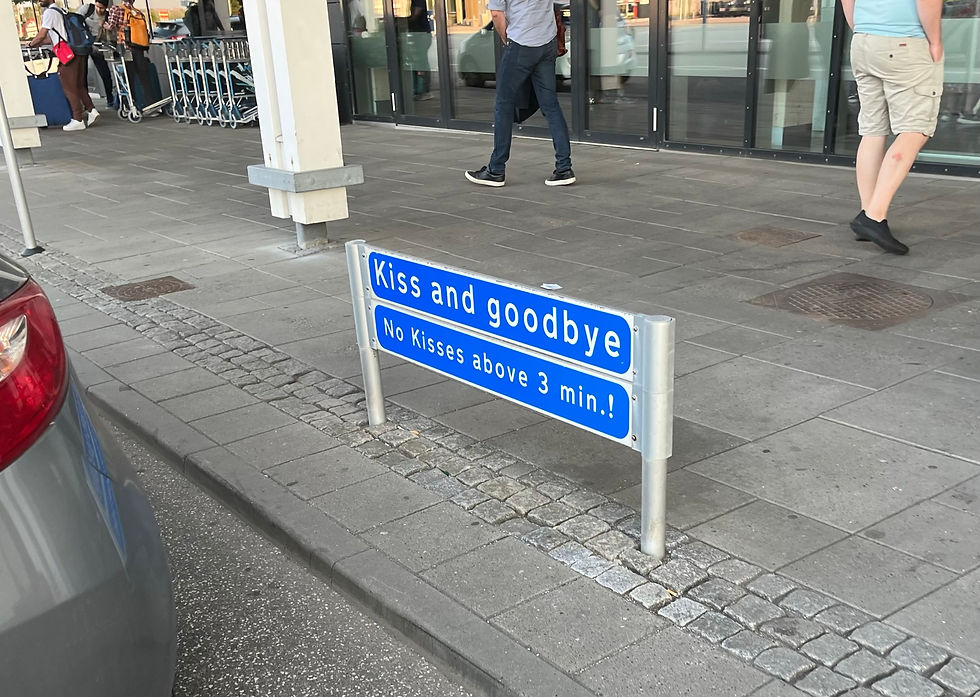 Kiss and goodbye
No Kisses above 3 min.!